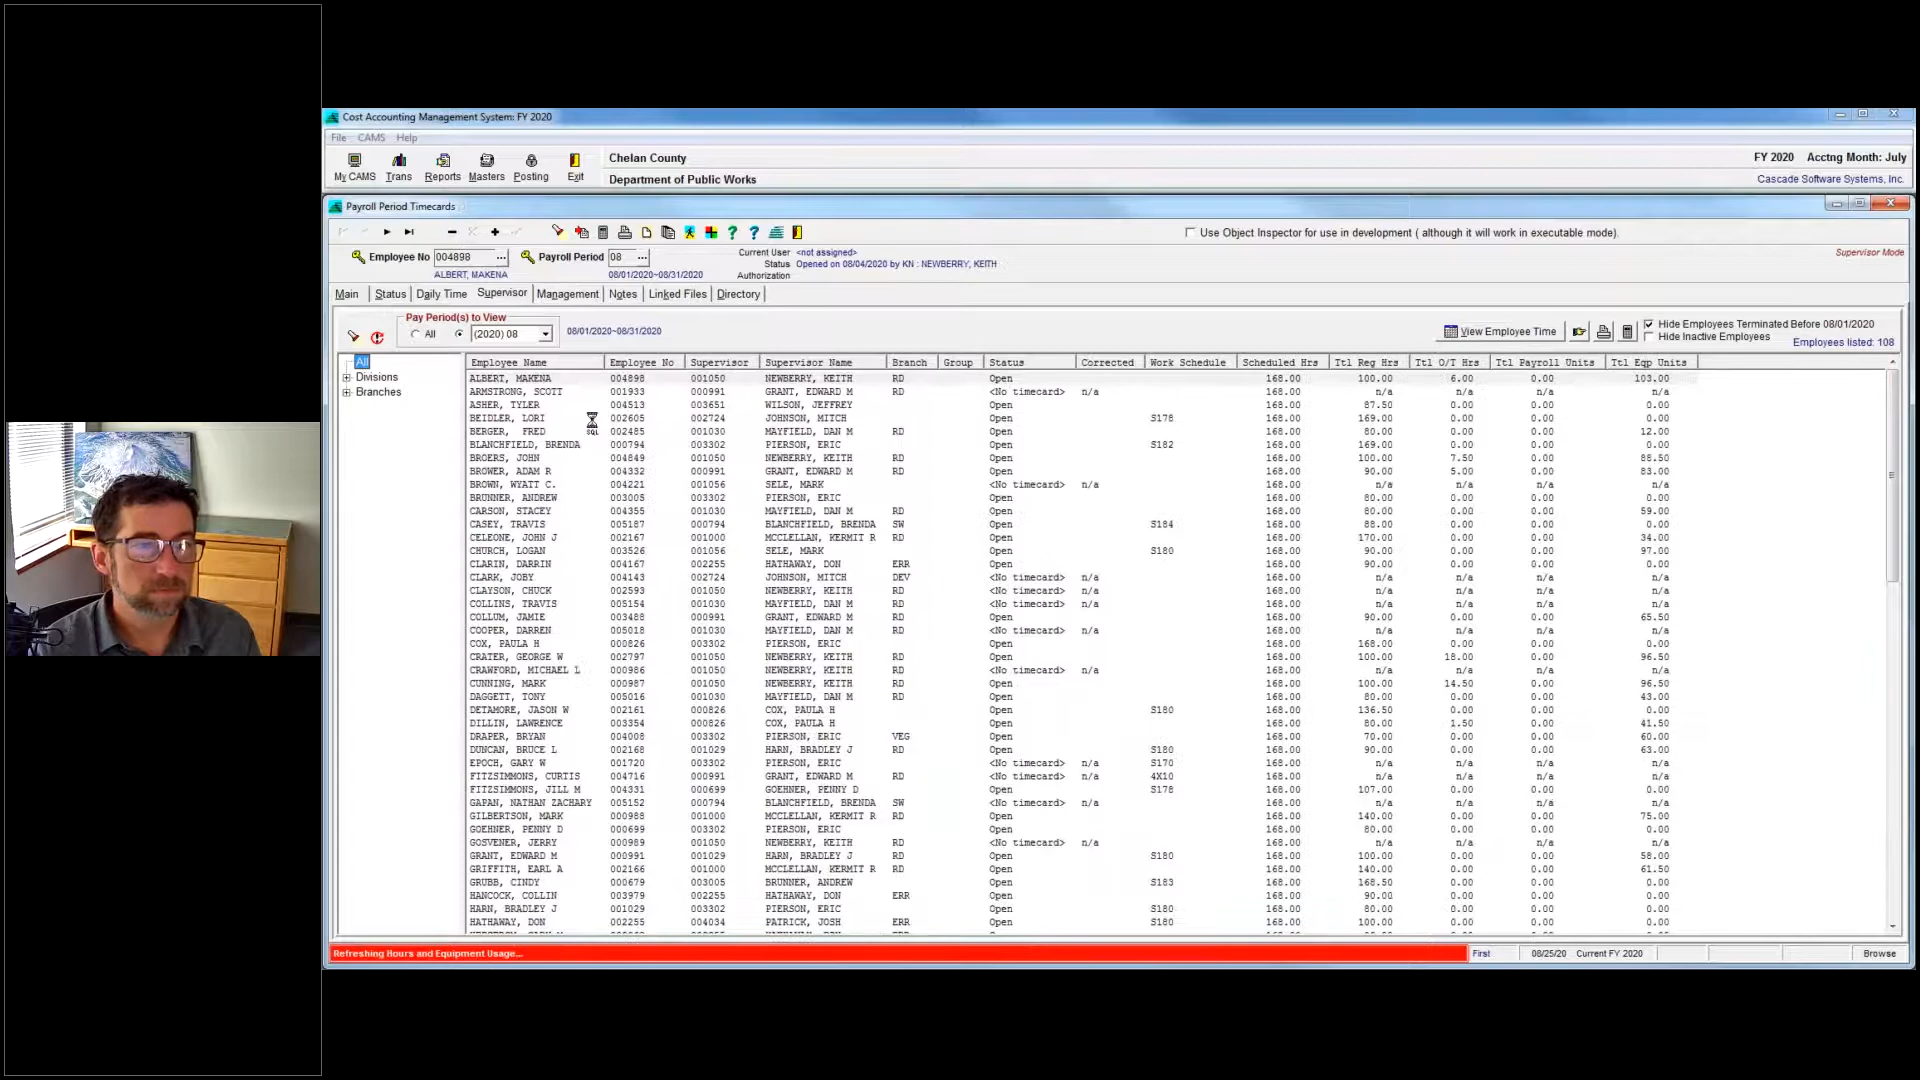 Cost Accounting Management System: FY 2020
File CAMS Help
My CAMS Trans Reports Masters Posting Exit
Chelan County
Department of Public Works
FY 2020 Acctng Month: July
Cascade Software Systems, Inc.
Payroll Period Timecards
Use Object Inspector for use in development ( although it will work in executable mode).
Employee No 004898 ... Payroll Period 08 ...
ALBERT, MAKENA 08/01/2020~08/31/2020
Current User <not assigned>
Status Opened on 08/04/2020 by KN : NEWBERRY, KEITH
Authorization
Supervisor Mode
Main Status Daily Time Supervisor Management Notes Linked Files Directory
Pay Period(s) to View
All (2020) 08 08/01/2020~08/31/2020
View Employee Time
Hide Employees Terminated Before 08/01/2020
Hide Inactive Employees Employees listed: 108
All
Divisions
Branches
Employee Name Employee No Supervisor Supervisor Name Branch Group Status Corrected Work Schedule Scheduled Hrs Ttl Reg Hrs Ttl O/T Hrs Ttl Payroll Units Ttl Eqp Units
ALBERT, MAKENA 004898 001050 NEWBERRY, KEITH RD Open 168.00 100.00 6.00 0.00 103.00
ARMSTRONG, SCOTT 001933 000991 GRANT, EDWARD M RD <No timecard> n/a 168.00 n/a n/a n/a n/a
ASHER, TYLER 004513 003651 WILSON, JEFFREY Open 168.00 87.50 0.00 0.00 0.00
BEIDLER, LORI 002605 002724 JOHNSON, MITCH Open S178 168.00 169.00 0.00 0.00 0.00
BERGER, FRED 002485 001030 MAYFIELD, DAN M RD Open 168.00 80.00 0.00 0.00 12.00
BLANCHFIELD, BRENDA 000794 003302 PIERSON, ERIC Open S182 168.00 169.00 0.00 0.00 0.00
BROERS, JOHN 004849 001050 NEWBERRY, KEITH RD Open 168.00 100.00 7.50 0.00 88.50
BROWER, ADAM R 004332 000991 GRANT, EDWARD M RD Open 168.00 90.00 5.00 0.00 83.00
BROWN, WYATT C. 004221 001056 SELE, MARK <No timecard> n/a 168.00 n/a n/a n/a n/a
BRUNNER, ANDREW 003005 003302 PIERSON, ERIC Open 168.00 80.00 0.00 0.00 0.00
CARSON, STACEY 004355 001030 MAYFIELD, DAN M RD Open 168.00 80.00 0.00 0.00 59.00
CASEY, TRAVIS 005187 000794 BLANCHFIELD, BRENDA SW Open S184 168.00 88.00 0.00 0.00 0.00
CELEONE, JOHN J 002167 001000 MCCLELLAN, KERMIT R RD Open 168.00 170.00 0.00 0.00 34.00
CHURCH, LOGAN 003526 001056 SELE, MARK Open S180 168.00 90.00 0.00 0.00 97.00
CLARIN, DARRIN 004167 002255 HATHAWAY, DON ERR Open 168.00 90.00 0.00 0.00 0.00
CLARK, JOBY 004143 002724 JOHNSON, MITCH DEV <No timecard> n/a 168.00 n/a n/a n/a n/a
CLAYSON, CHUCK 002593 001050 NEWBERRY, KEITH RD <No timecard> n/a 168.00 n/a n/a n/a n/a
COLLINS, TRAVIS 005154 001030 MAYFIELD, DAN M RD <No timecard> n/a 168.00 n/a n/a n/a n/a
COLLUM, JAMIE 003488 000991 GRANT, EDWARD M RD Open 168.00 90.00 0.00 0.00 65.50
COOPER, DARREN 005018 001030 MAYFIELD, DAN M RD <No timecard> n/a 168.00 n/a n/a n/a n/a
COX, PAULA H 000826 003302 PIERSON, ERIC Open 168.00 168.00 0.00 0.00 0.00
CRATER, GEORGE W 002797 001050 NEWBERRY, KEITH RD Open 168.00 100.00 18.00 0.00 96.50
CRAWFORD, MICHAEL L 000986 001050 NEWBERRY, KEITH RD <No timecard> n/a 168.00 n/a n/a n/a n/a
CUNNING, MARK 000987 001050 NEWBERRY, KEITH RD Open 168.00 100.00 14.50 0.00 96.50
DAGGETT, TONY 005016 001030 MAYFIELD, DAN M RD Open 168.00 80.00 0.00 0.00 43.00
DETAMORE, JASON W 002161 000826 COX, PAULA H Open S180 168.00 136.50 0.00 0.00 0.00
DILLIN, LAWRENCE 003354 000826 COX, PAULA H Open 168.00 80.00 1.50 0.00 41.50
DRAPER, BRYAN 004008 003302 PIERSON, ERIC VEG Open 168.00 70.00 0.00 0.00 60.00
DUNCAN, BRUCE L 002168 001029 HARN, BRADLEY J RD Open S180 168.00 90.00 0.00 0.00 63.00
EPOCH, GARY W 001720 003302 PIERSON, ERIC <No timecard> n/a S170 168.00 n/a n/a n/a n/a
FITZSIMMONS, CURTIS 004716 000991 GRANT, EDWARD M RD <No timecard> n/a 4X10 168.00 n/a n/a n/a n/a
FITZSIMMONS, JILL M 004331 000699 GOEHNER, PENNY D Open S178 168.00 107.00 0.00 0.00 0.00
GAPAN, NATHAN ZACHARY 005152 000794 BLANCHFIELD, BRENDA SW <No timecard> n/a 168.00 n/a n/a n/a n/a
GILBERTSON, MARK 000988 001000 MCCLELLAN, KERMIT R RD Open 168.00 140.00 0.00 0.00 75.00
GOEHNER, PENNY D 000699 003302 PIERSON, ERIC Open 168.00 80.00 0.00 0.00 0.00
GOSVENER, JERRY 000989 001050 NEWBERRY, KEITH RD <No timecard> n/a 168.00 n/a n/a n/a n/a
GRANT, EDWARD M 000991 001029 HARN, BRADLEY J RD Open S180 168.00 100.00 0.00 0.00 58.00
GRIFFITH, EARL A 002166 001000 MCCLELLAN, KERMIT R RD Open 168.00 140.00 0.00 0.00 61.50
GRUBB, CINDY 000679 003005 BRUNNER, ANDREW Open S183 168.00 168.50 0.00 0.00 0.00
HANCOCK, COLLIN 003979 002255 HATHAWAY, DON ERR Open 168.00 90.00 0.00 0.00 0.00
HARN, BRADLEY J 001029 003302 PIERSON, ERIC Open S180 168.00 80.00 0.00 0.00 0.00
HATHAWAY, DON 002255 004034 PATRICK, JOSH ERR Open S180 168.00 100.00 0.00 0.00 0.00
Refreshing Hours and Equipment Usage... First 08/25/20 Current FY 2020 Browse